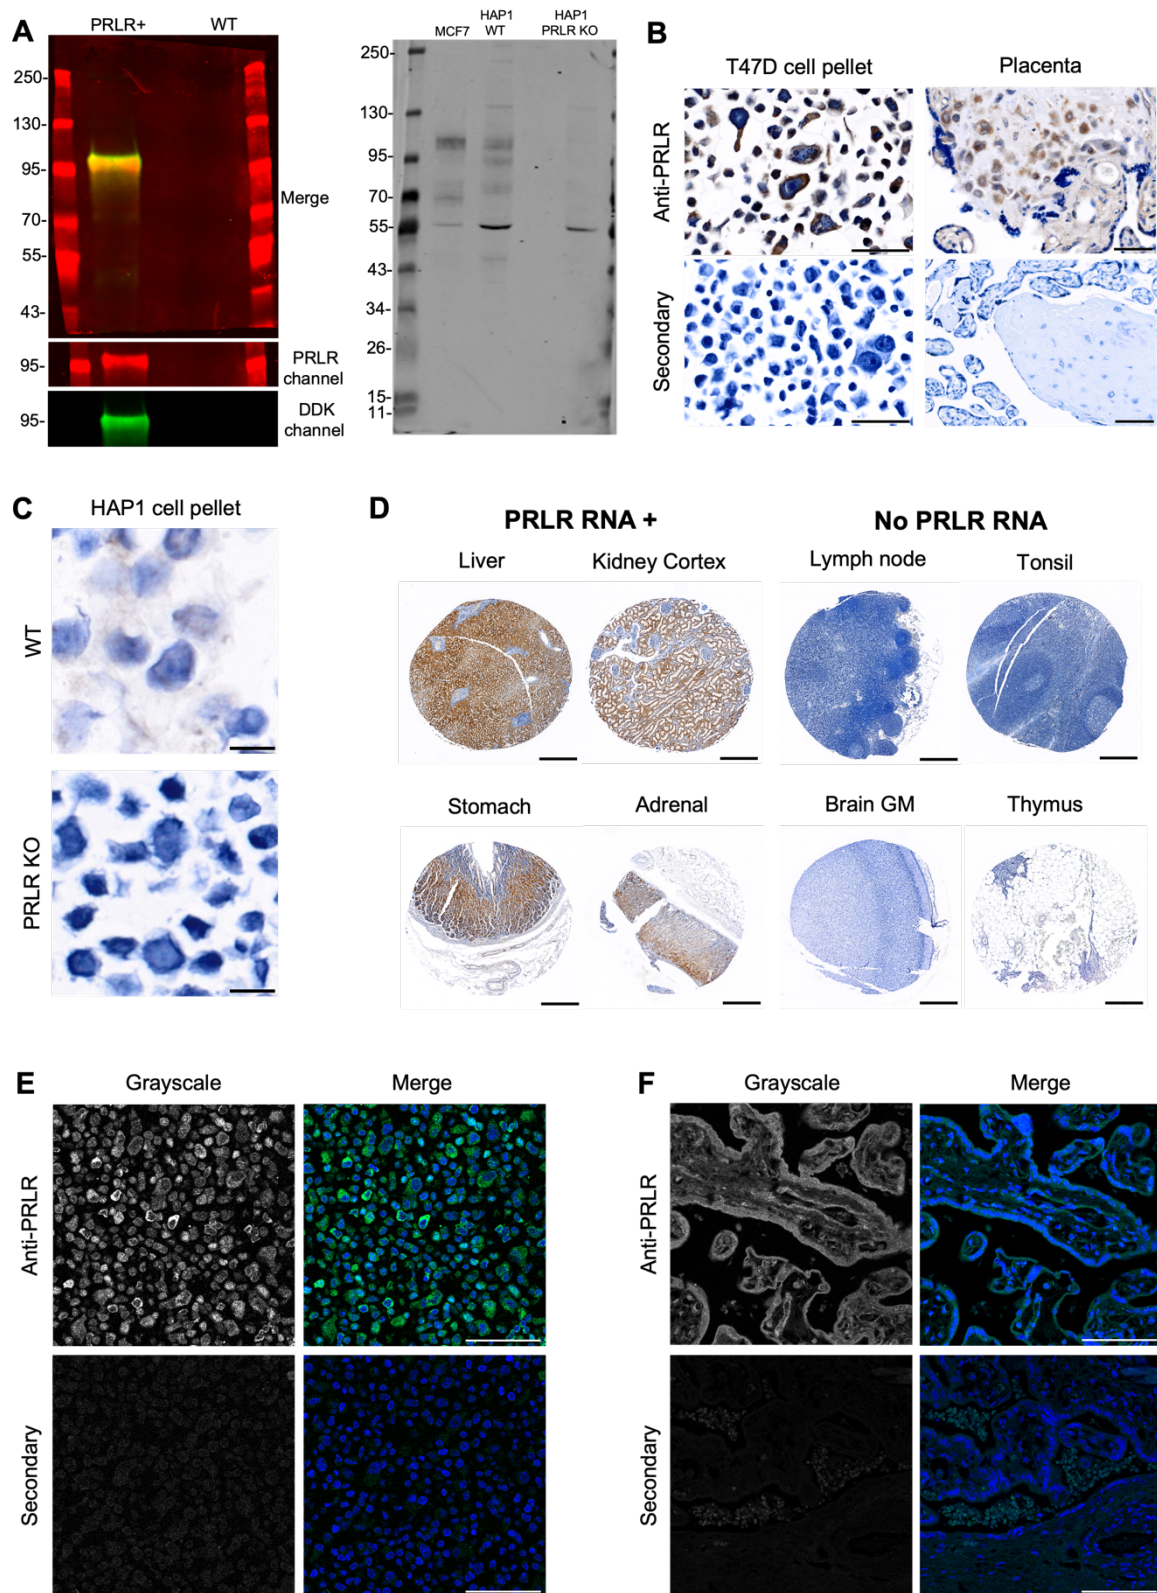 A
PRLR+ WT
250-
130-
95-
70-
55-
43-
Merge
95-
PRLR
channel
95-
DDK
channel
MCF7
HAP1
WT
HAP1
PRLR KO
250-
130-
95-
70-
55-
43-
34-
26-
15-
11-
B
T47D cell pellet
Placenta
Anti-PRLR
Secondary
C
HAP1 cell pellet
WT
PRLR KO
D
PRLR RNA +
No PRLR RNA
Liver
Kidney Cortex
Lymph node
Tonsil
Stomach
Adrenal
Brain GM
Thymus
E
Grayscale
Merge
Anti-PRLR
Secondary
F
Grayscale
Merge
Anti-PRLR
Secondary